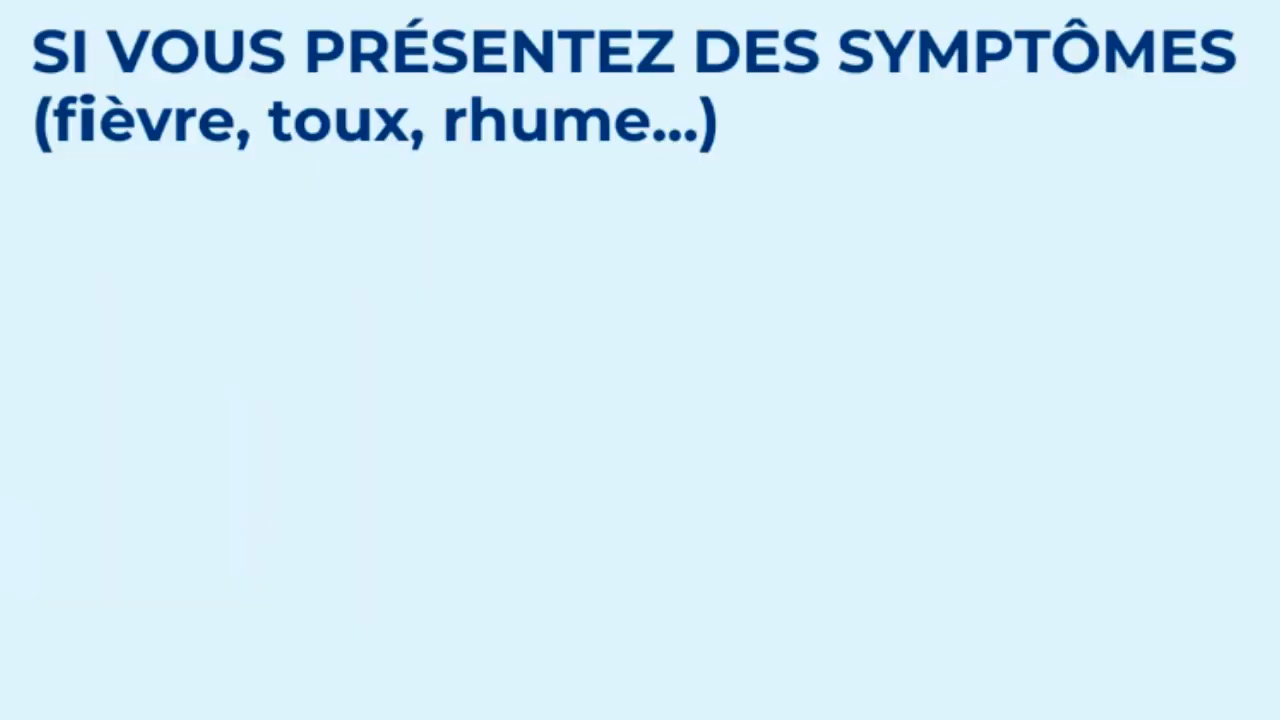 SI VOUS PRÉSENTEZ DES SYMPTÔMES
(fièvre, toux, rhume...)